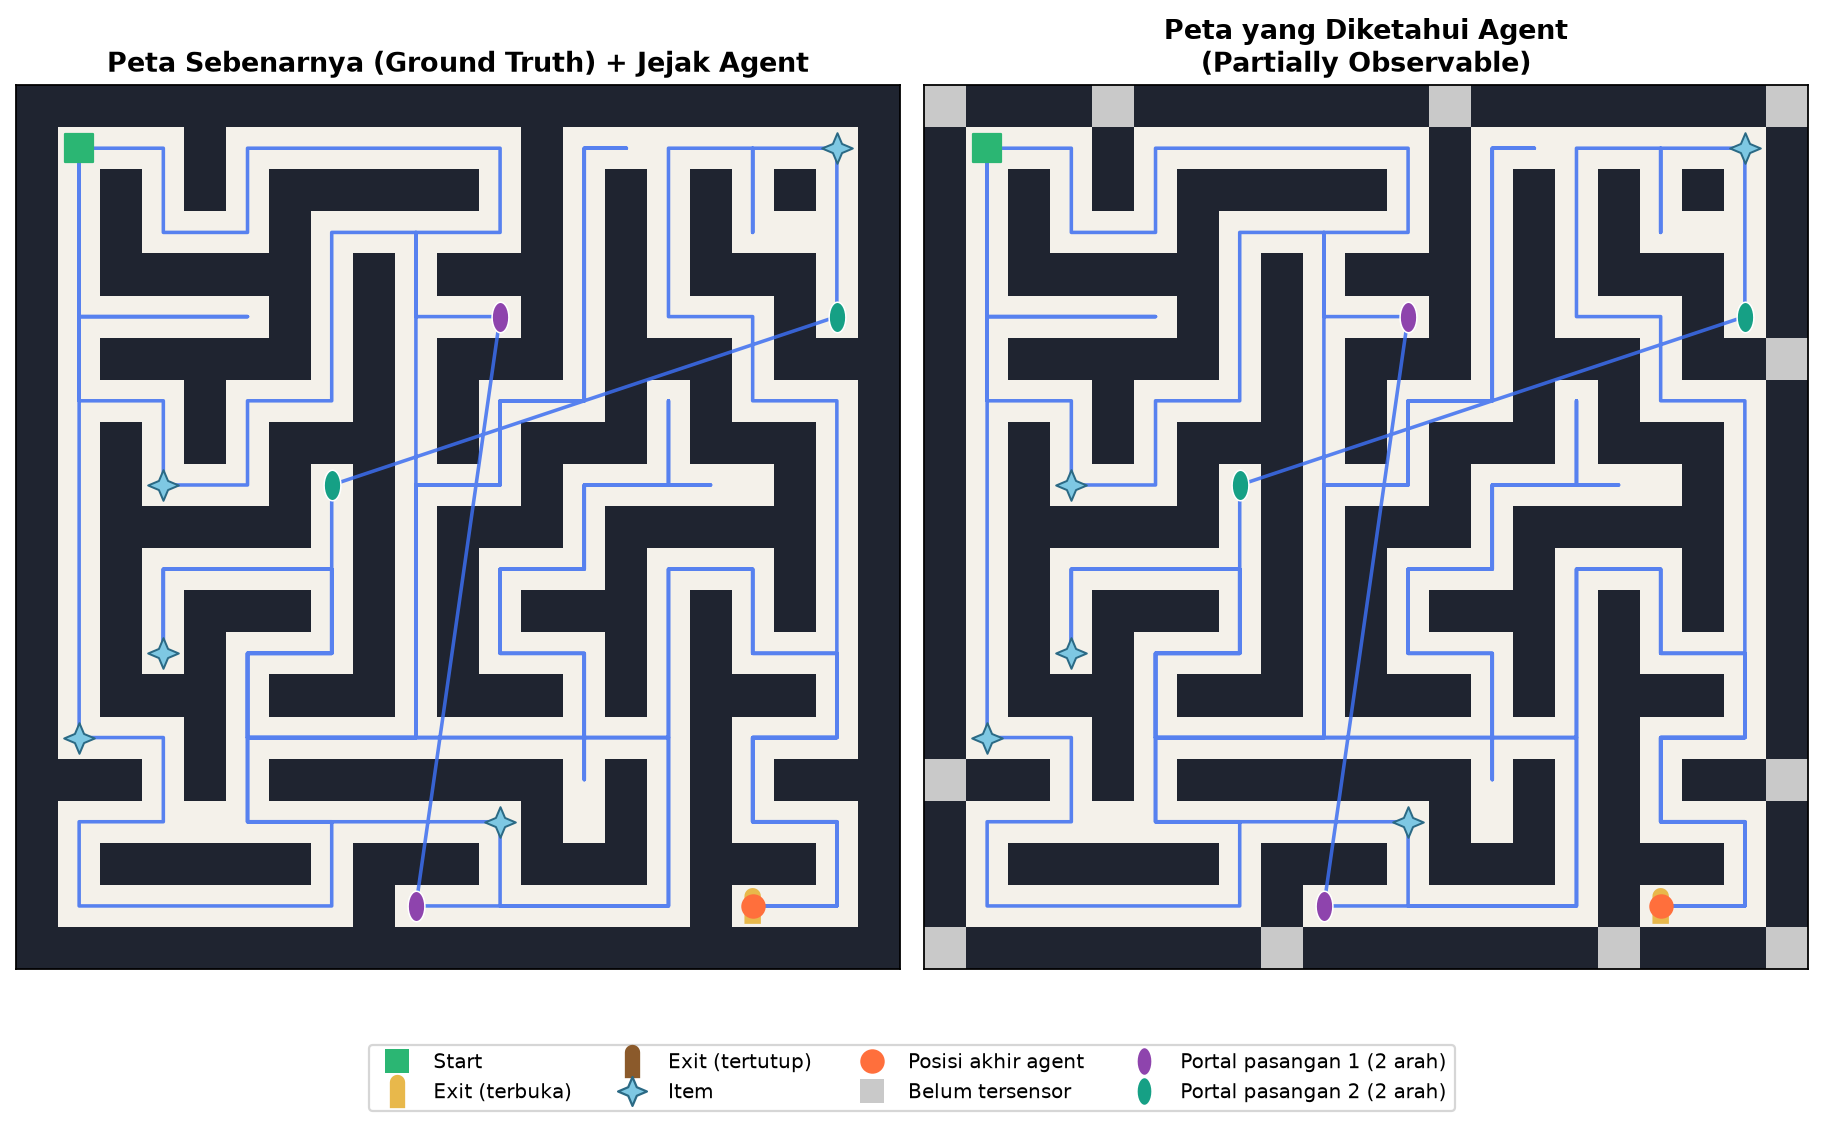 Peta Sebenarnya (Ground Truth) + Jejak Agent
Peta yang Diketahui Agent
(Partially Observable)
Start
Exit (terbuka)
Exit (tertutup)
Item
Posisi akhir agent
Belum tersensor
Portal pasangan 1 (2 arah)
Portal pasangan 2 (2 arah)